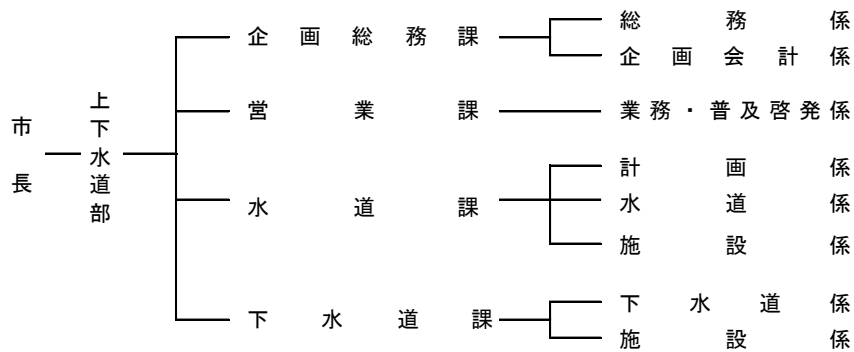 市長
上下水道部
企画総務課
総務係
企画会計係
営業課
業務・普及啓発係
水道課
計画係
水道係
施設係
下水道課
下水道係
施設係